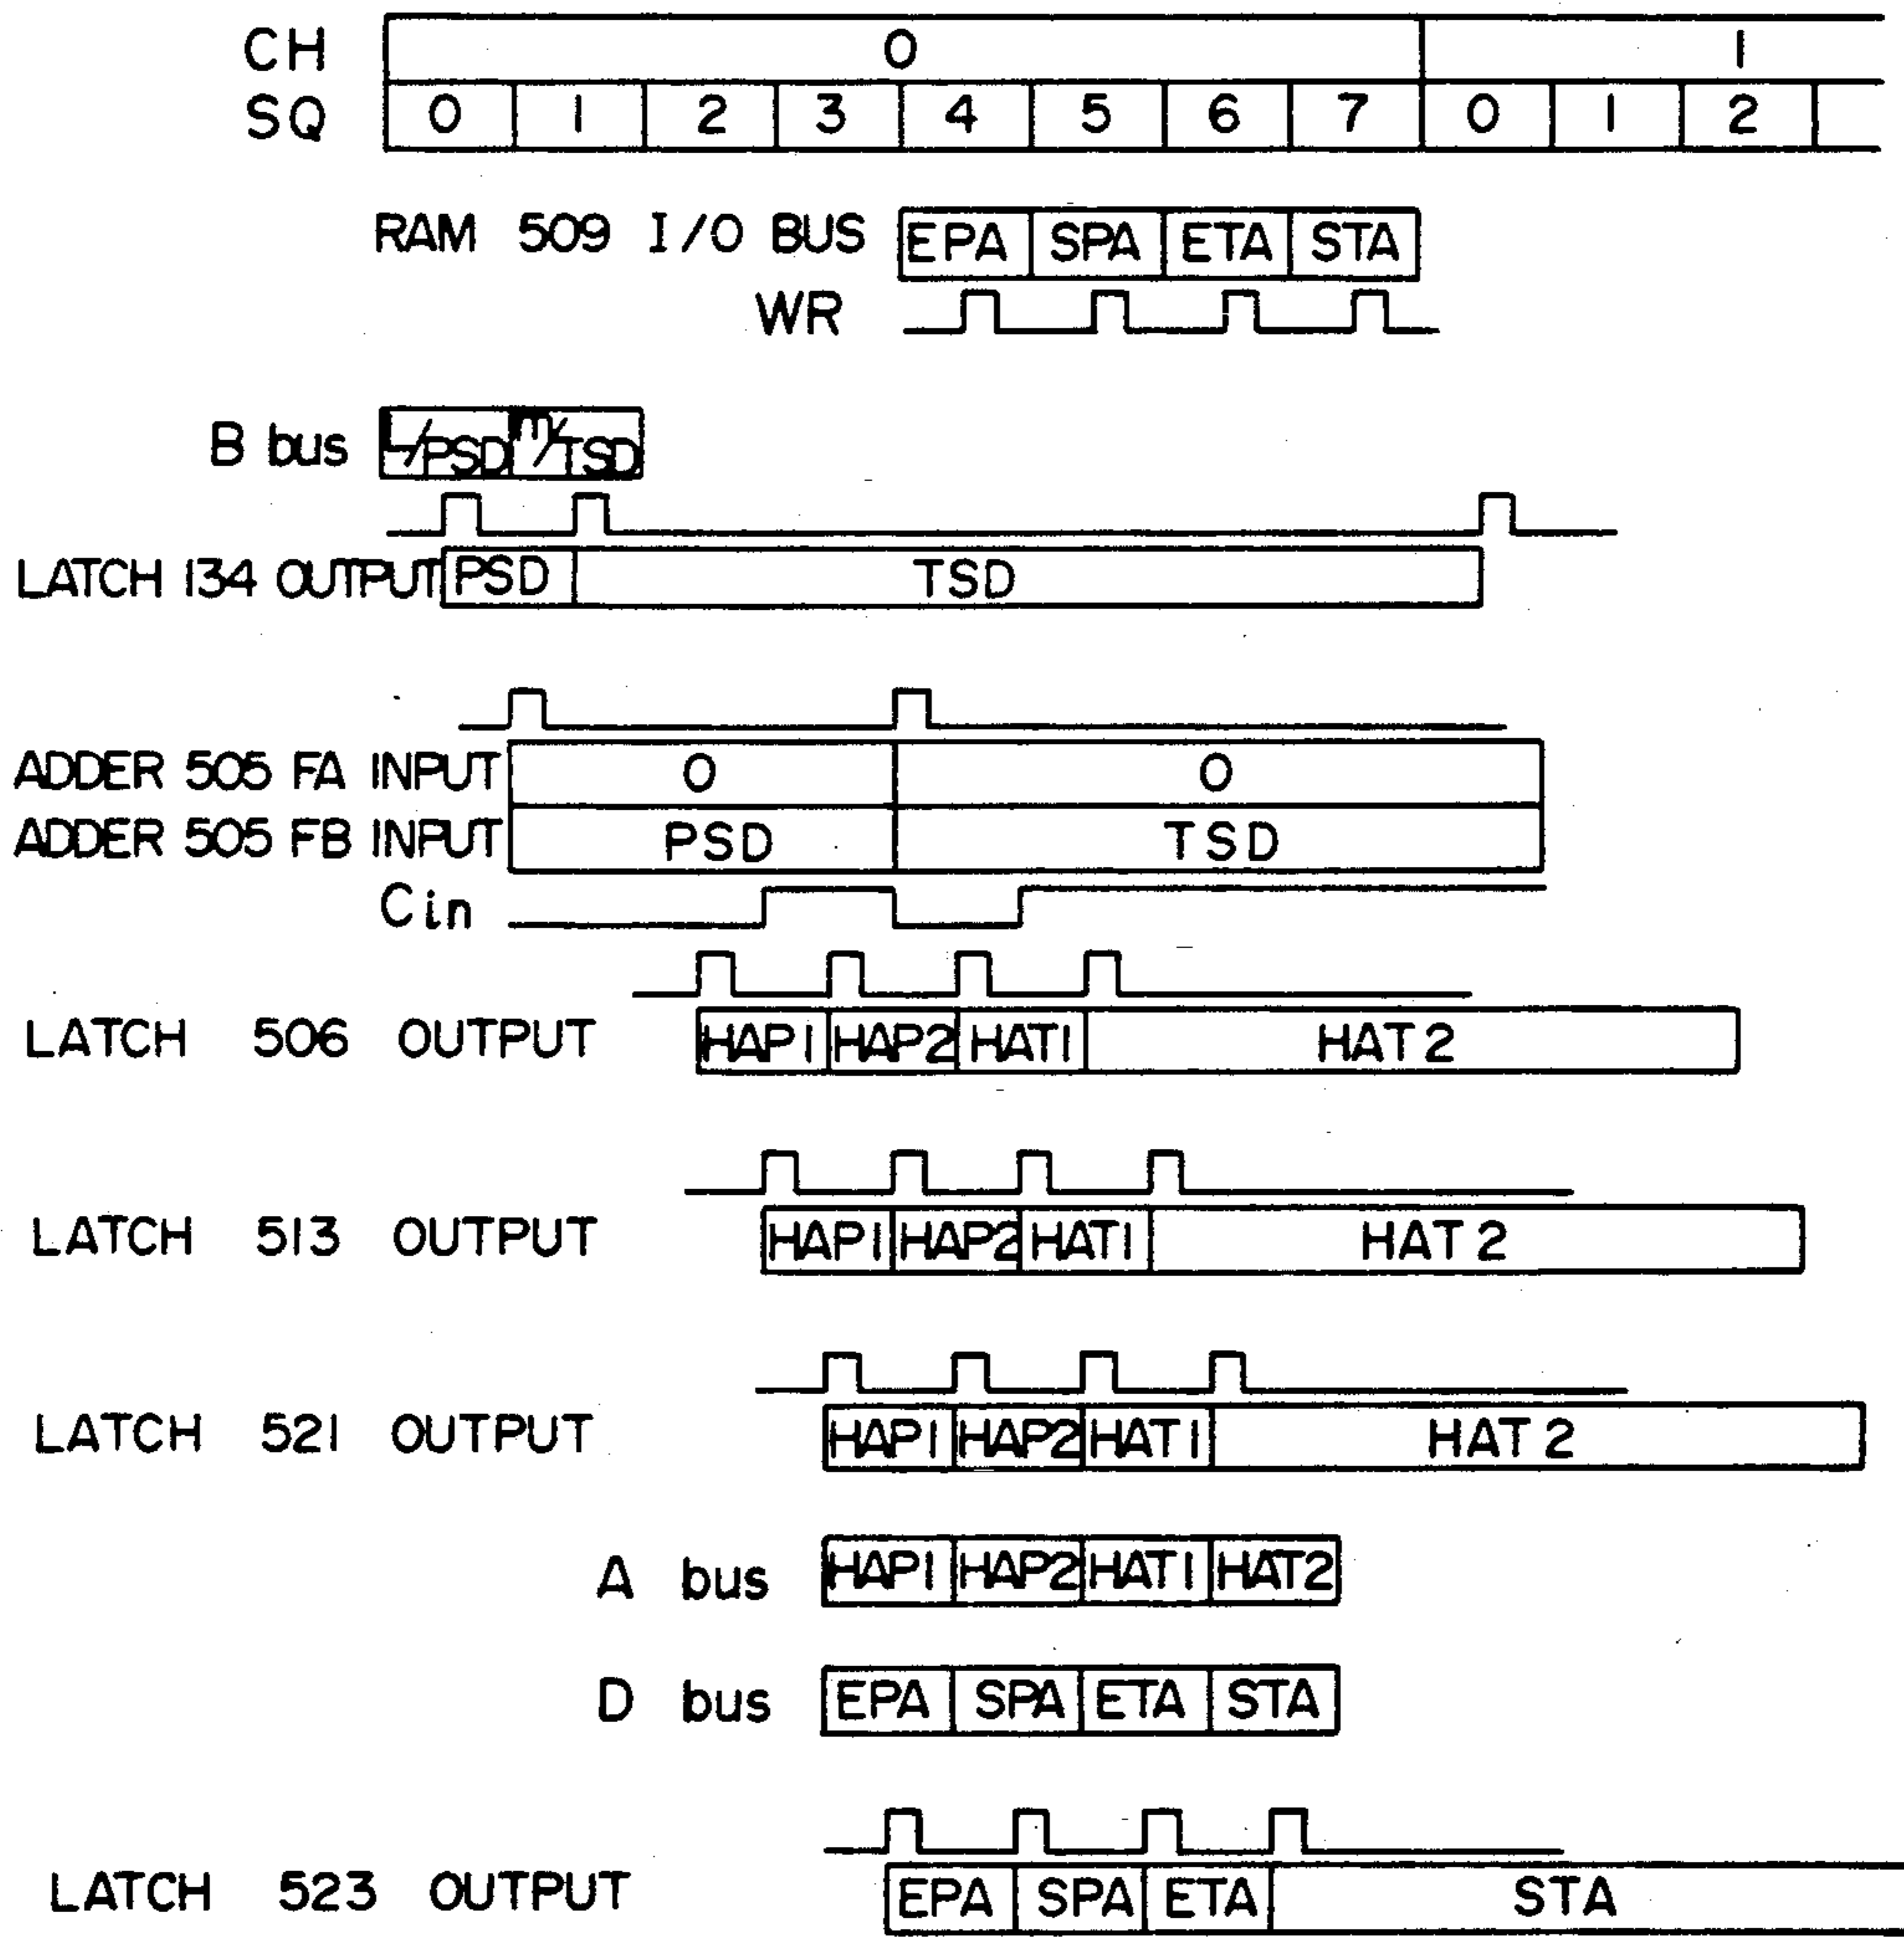 CH 0 1
SQ 0 1 2 3 4 5 6 7 0 1 2
RAM 509 I/O BUS EPA SPA ETA STA
WR
B bus PSD TSD
LATCH 134 OUTPUT PSD TSD
ADDER 505 FA INPUT 0 0
ADDER 505 FB INPUT PSD TSD
Cin
LATCH 506 OUTPUT HAP1 HAP2 HAT1 HAT2
LATCH 513 OUTPUT HAP1 HAP2 HAT1 HAT2
LATCH 521 OUTPUT HAP1 HAP2 HAT1 HAT2
A bus HAP1 HAP2 HAT1 HAT2
D bus EPA SPA ETA STA
LATCH 523 OUTPUT EPA SPA ETA STA